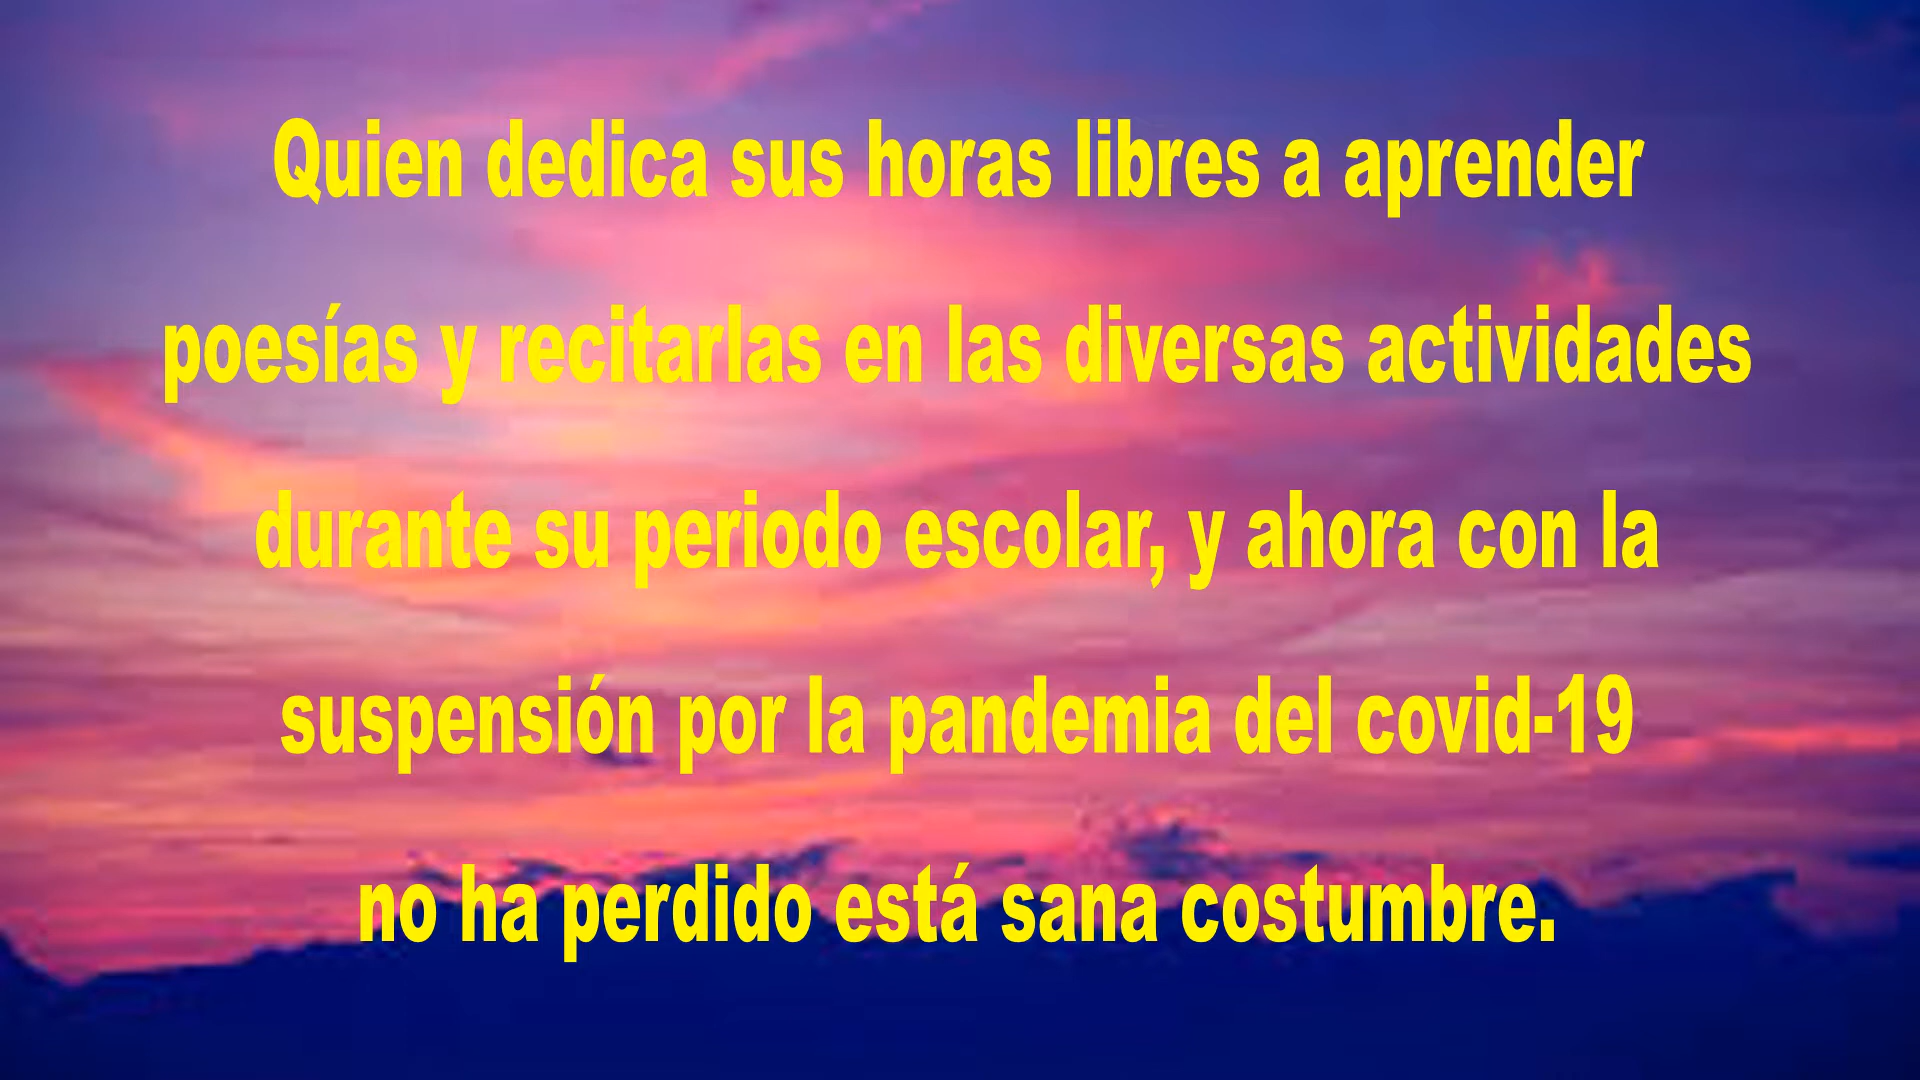 Quien dedica sus horas libres a aprender
poesías y recitarlas en las diversas actividades
durante su periodo escolar, y ahora con la
suspensión por la pandemia del covid-19
no ha perdido está sana costumbre.